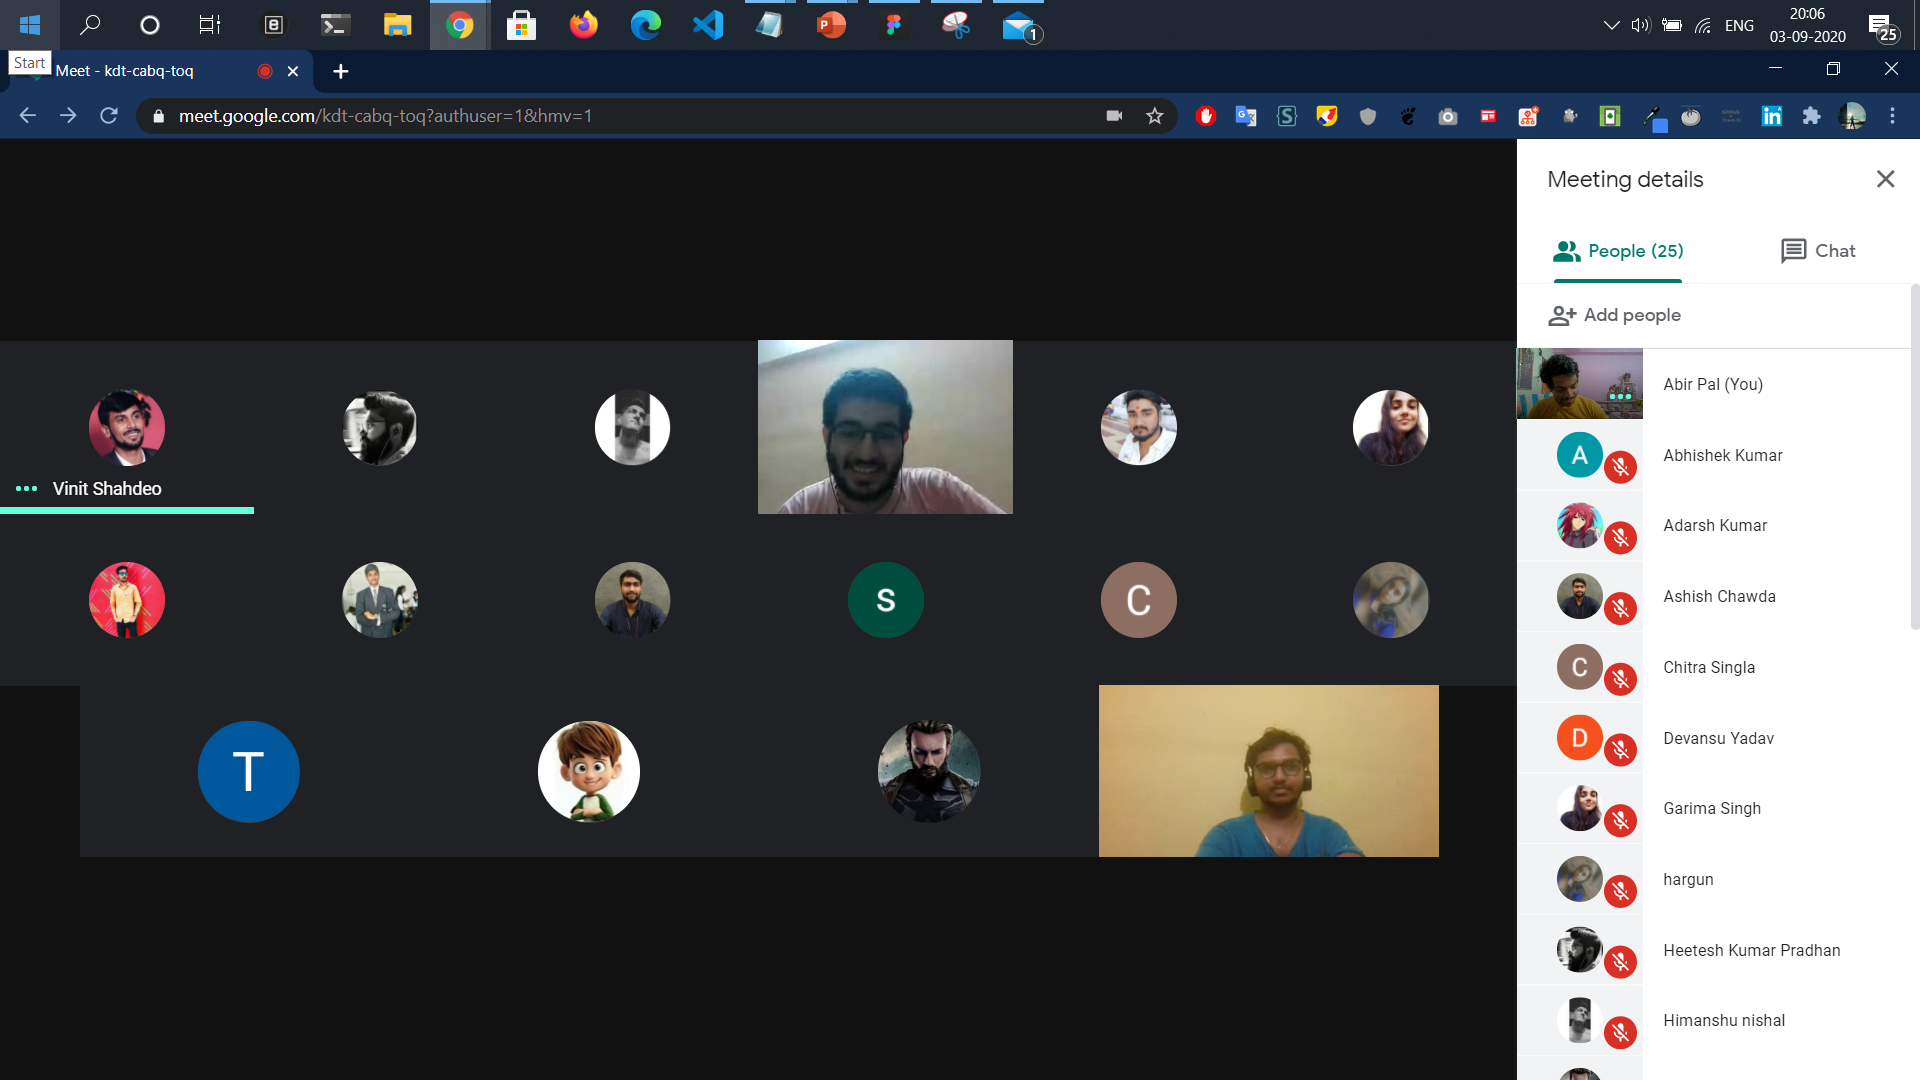 20:06
ENG
03-09-2020
1
25
Start
Meet - kdt-cabq-toq
meet.google.com/kdt-cabq-toq?authuser=1&hmv=1
Meeting details
People (25)
Chat
Add people
Abir Pal (You)
A
Abhishek Kumar
Adarsh Kumar
Ashish Chawda
C
Chitra Singla
D
Devansu Yadav
Garima Singh
hargun
Heetesh Kumar Pradhan
Himanshu nishal
Vinit Shahdeo
S
C
T